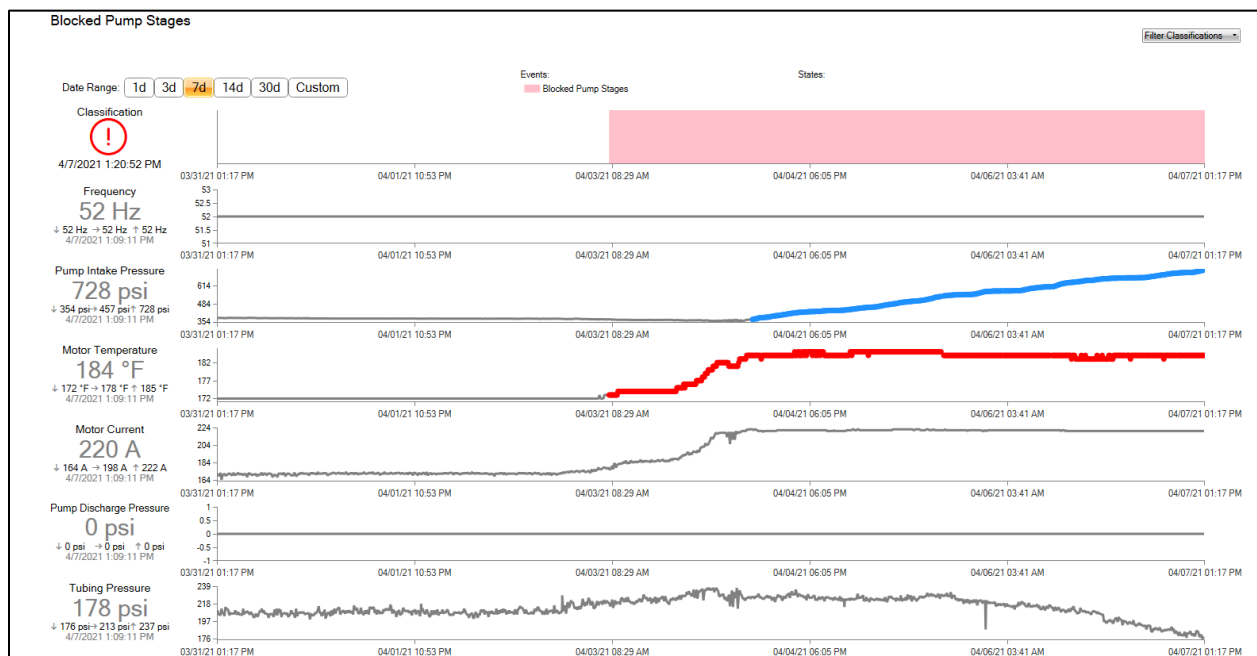 Blocked Pump Stages
Filter Classifications
Events:
States:
Date Range: 1d 3d 7d 14d 30d Custom
Blocked Pump Stages
Classification
!
4/7/2021 1:20:52 PM
03/31/21 01:17 PM 04/01/21 10:53 PM 04/03/21 08:29 AM 04/04/21 06:05 PM 04/06/21 03:41 AM 04/07/21 01:17 PM
Frequency
52 Hz
↓ 52 Hz → 52 Hz ↑ 52 Hz
4/7/2021 1:09:11 PM
53
52.5
52
51.5
51
03/31/21 01:17 PM 04/01/21 10:53 PM 04/03/21 08:29 AM 04/04/21 06:05 PM 04/06/21 03:41 AM 04/07/21 01:17 PM
Pump Intake Pressure
728 psi
↓ 354 psi→ 457 psi↑ 728 psi
4/7/2021 1:09:11 PM
614
484
354
03/31/21 01:17 PM 04/01/21 10:53 PM 04/03/21 08:29 AM 04/04/21 06:05 PM 04/06/21 03:41 AM 04/07/21 01:17 PM
Motor Temperature
184 °F
↓ 172 °F → 178 °F ↑ 185 °F
4/7/2021 1:09:11 PM
182
177
172
03/31/21 01:17 PM 04/01/21 10:53 PM 04/03/21 08:29 AM 04/04/21 06:05 PM 04/06/21 03:41 AM 04/07/21 01:17 PM
Motor Current
220 A
↓ 164 A → 198 A ↑ 222 A
4/7/2021 1:09:11 PM
224
204
184
164
03/31/21 01:17 PM 04/01/21 10:53 PM 04/03/21 08:29 AM 04/04/21 06:05 PM 04/06/21 03:41 AM 04/07/21 01:17 PM
Pump Discharge Pressure
0 psi
↓ 0 psi → 0 psi ↑ 0 psi
4/7/2021 1:09:11 PM
1
0.5
0
-0.5
-1
03/31/21 01:17 PM 04/01/21 10:53 PM 04/03/21 08:29 AM 04/04/21 06:05 PM 04/06/21 03:41 AM 04/07/21 01:17 PM
Tubing Pressure
178 psi
↓ 176 psi→ 213 psi↑ 237 psi
4/7/2021 1:09:11 PM
239
218
197
176
03/31/21 01:17 PM 04/01/21 10:53 PM 04/03/21 08:29 AM 04/04/21 06:05 PM 04/06/21 03:41 AM 04/07/21 01:17 PM